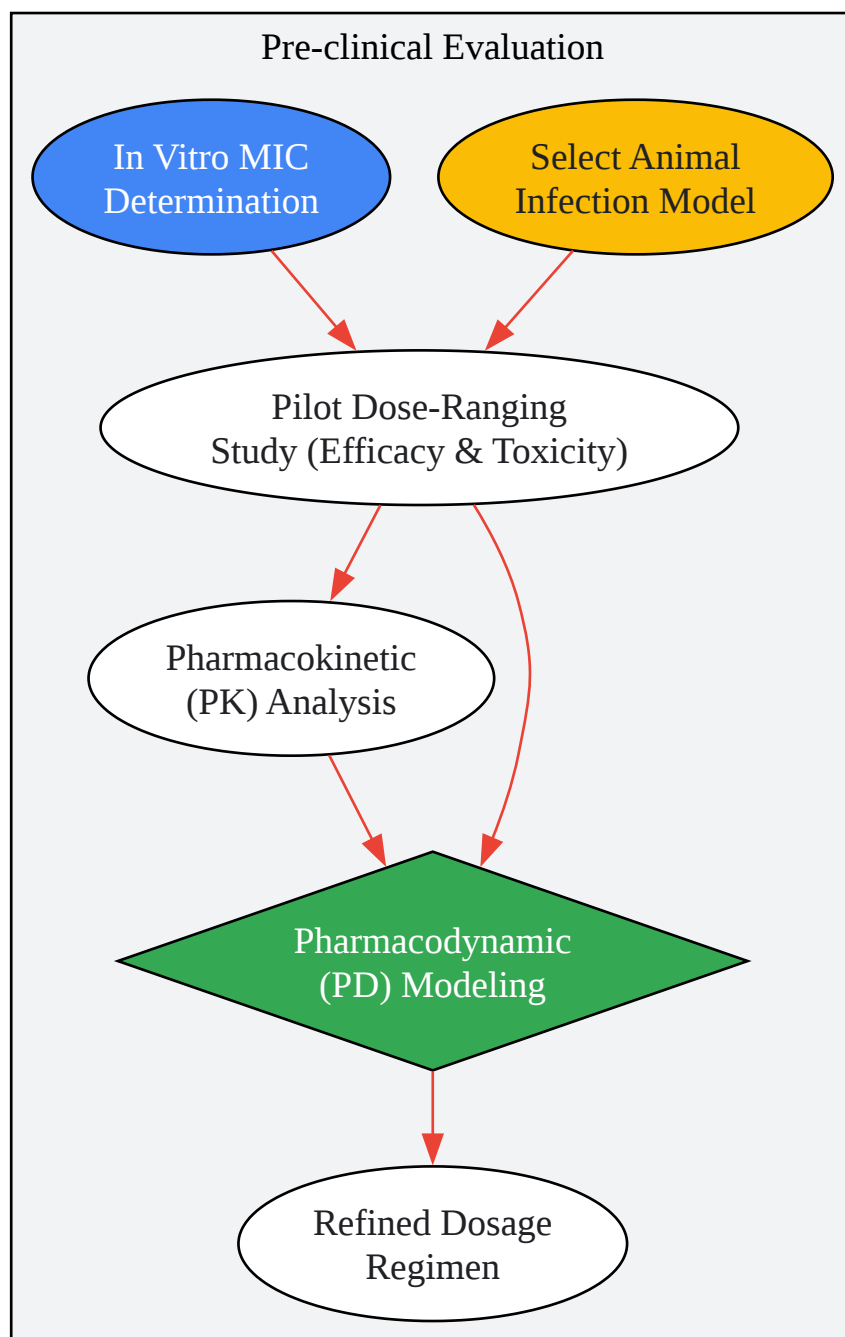 Pre-clinical Evaluation
In Vitro MIC
Determination
Select Animal
Infection Model
Pilot Dose-Ranging
Study (Efficacy & Toxicity)
Pharmacokinetic
(PK) Analysis
Pharmacodynamic
(PD) Modeling
Refined Dosage
Regimen